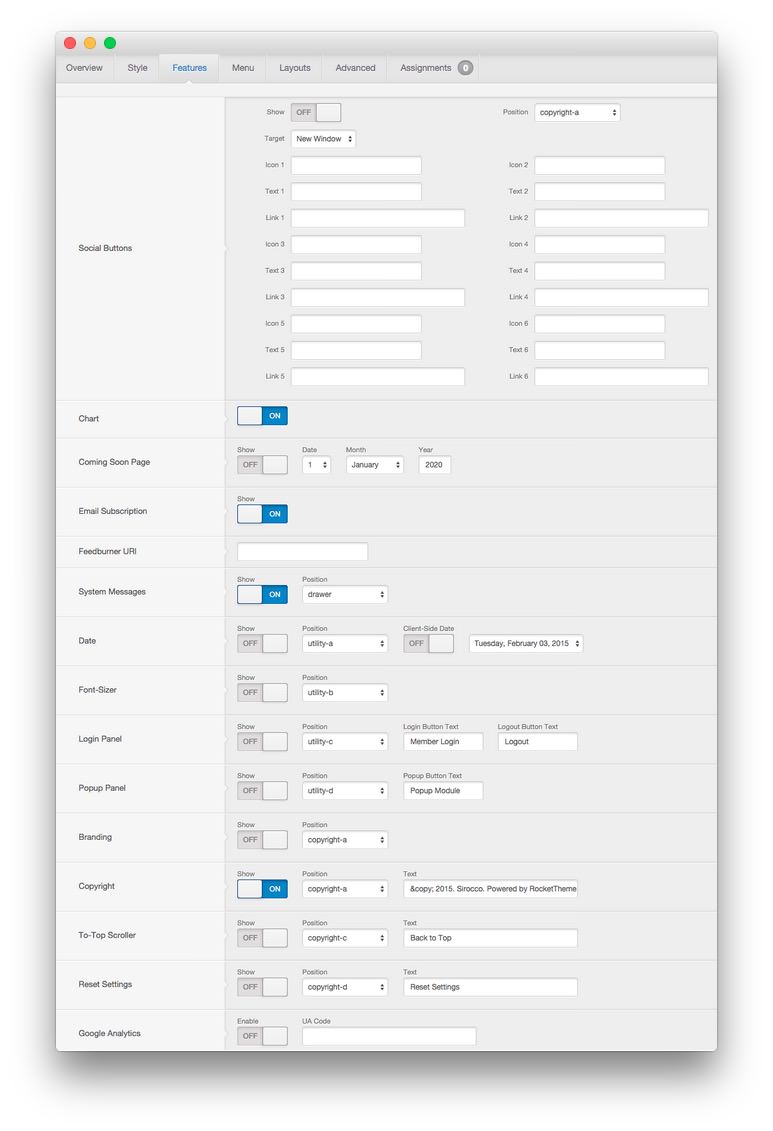 Overview Style Features Menu Layouts Advanced Assignments 0
Show OFF Position copyright-a
Target New Window
Icon 1 Icon 2
Text 1 Text 2
Link 1 Link 2
Social Buttons
Icon 3 Icon 4
Text 3 Text 4
Link 3 Link 4
Icon 5 Icon 6
Text 5 Text 6
Link 5 Link 6
Chart ON
Show Date Month Year
Coming Soon Page OFF 1 January 2020
Show
Email Subscription ON
Feedburner URI
Show Position
System Messages ON drawer
Show Position Client-Side Date
Date OFF utility-a OFF Tuesday, February 03, 2015
Show Position
Font-Sizer OFF utility-b
Show Position Login Button Text Logout Button Text
Login Panel OFF utility-c Member Login Logout
Show Position Popup Button Text
Popup Panel OFF utility-d Popup Module
Show Position
Branding OFF copyright-a
Show Position Text
Copyright ON copyright-a &copy; 2015. Sirocco. Powered by RocketTheme
Show Position Text
To-Top Scroller OFF copyright-c Back to Top
Show Position Text
Reset Settings OFF copyright-d Reset Settings
Enable UA Code
Google Analytics OFF